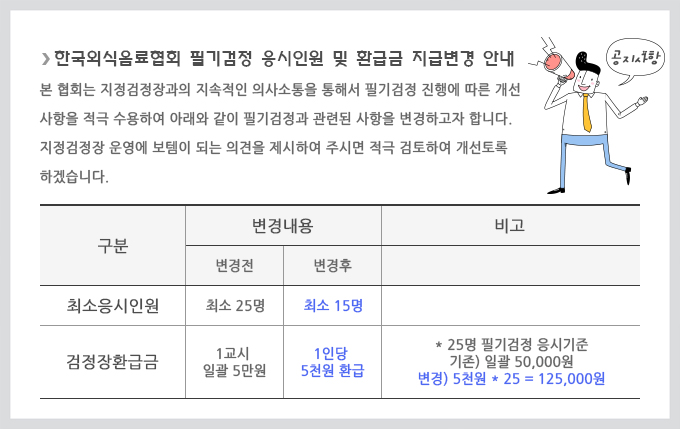 한국외식음료협회 필기검정 응시인원 및 환급금 지급변경 안내
공지사항
본 협회는 지정검정장과의 지속적인 의사소통을 통해서 필기검정 진행에 따른 개선
사항을 적극 수용하여 아래와 같이 필기검정과 관련된 사항을 변경하고자 합니다.
지정검정장 운영에 보템이 되는 의견을 제시하여 주시면 적극 검토하여 개선토록
하겠습니다.
구분
변경내용
비고
변경전
변경후
최소응시인원
최소 25명
최소 15명
검정장환급금
1교시
일괄 5만원
1인당
5천원 환급
* 25명 필기검정 응시기준
기존) 일괄 50,000원
변경) 5천원 * 25 = 125,000원